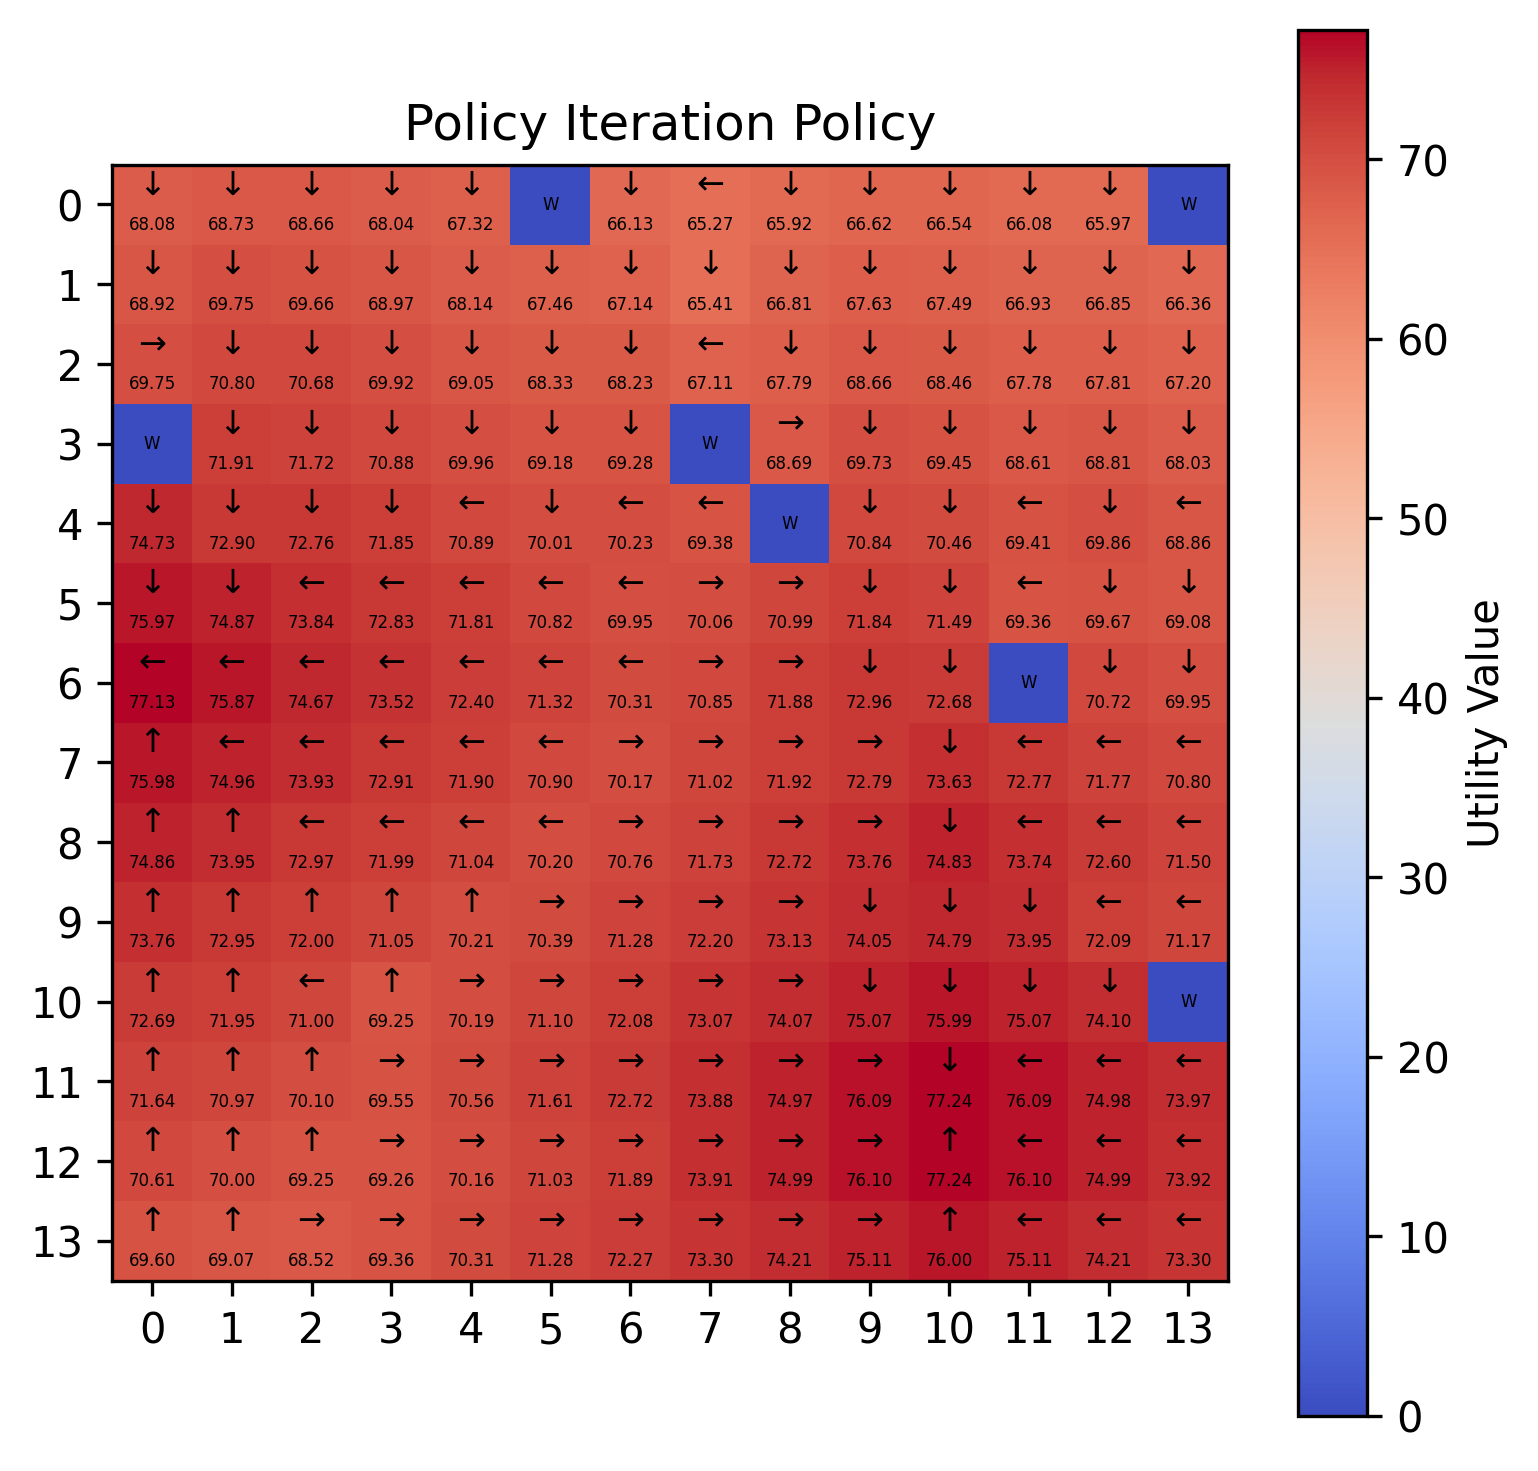 Policy Iteration Policy
0 ↓ ↓ ↓ ↓ ↓ W ↓ ← ↓ ↓ ↓ ↓ ↓ W
68.08 68.73 68.66 68.04 67.32 66.13 65.27 65.92 66.62 66.54 66.08 65.97
1 ↓ ↓ ↓ ↓ ↓ ↓ ↓ ↓ ↓ ↓ ↓ ↓ ↓ ↓
68.92 69.75 69.66 68.97 68.14 67.46 67.14 65.41 66.81 67.63 67.49 66.93 66.85 66.36
2 → ↓ ↓ ↓ ↓ ↓ ↓ ← ↓ ↓ ↓ ↓ ↓ ↓
69.75 70.80 70.68 69.92 69.05 68.33 68.23 67.11 67.79 68.66 68.46 67.78 67.81 67.20
3 W ↓ ↓ ↓ ↓ ↓ ↓ W → ↓ ↓ ↓ ↓ ↓
71.91 71.72 70.88 69.96 69.18 69.28 68.69 69.73 69.45 68.61 68.81 68.03
4 ↓ ↓ ↓ ↓ ← ↓ ← ← W ↓ ↓ ← ↓ ←
74.73 72.90 72.76 71.85 70.89 70.01 70.23 69.38 70.84 70.46 69.41 69.86 68.86
5 ↓ ↓ ← ← ← ← ← → → ↓ ↓ ← ↓ ↓
75.97 74.87 73.84 72.83 71.81 70.82 69.95 70.06 70.99 71.84 71.49 69.36 69.67 69.08
6 ← ← ← ← ← ← ← → → ↓ ↓ W ↓ ↓
77.13 75.87 74.67 73.52 72.40 71.32 70.31 70.85 71.88 72.96 72.68 70.72 69.95
7 ↑ ← ← ← ← ← → → → → ↓ ← ← ←
75.98 74.96 73.93 72.91 71.90 70.90 70.17 71.02 71.92 72.79 73.63 72.77 71.77 70.80
8 ↑ ↑ ← ← ← ← → → → → ↓ ← ← ←
74.86 73.95 72.97 71.99 71.04 70.20 70.76 71.73 72.72 73.76 74.83 73.74 72.60 71.50
9 ↑ ↑ ↑ ↑ ↑ → → → → ↓ ↓ ↓ ← ←
73.76 72.95 72.00 71.05 70.21 70.39 71.28 72.20 73.13 74.05 74.79 73.95 72.09 71.17
10 ↑ ↑ ← ↑ → → → → → ↓ ↓ ↓ ↓ W
72.69 71.95 71.00 69.25 70.19 71.10 72.08 73.07 74.07 75.07 75.99 75.07 74.10
11 ↑ ↑ ↑ → → → → → → → ↓ ← ← ←
71.64 70.97 70.10 69.55 70.56 71.61 72.72 73.88 74.97 76.09 77.24 76.09 74.98 73.97
12 ↑ ↑ ↑ → → → → → → → ↑ ← ← ←
70.61 70.00 69.25 69.26 70.16 71.03 71.89 73.91 74.99 76.10 77.24 76.10 74.99 73.92
13 ↑ ↑ → → → → → → → → ↑ ← ← ←
69.60 69.07 68.52 69.36 70.31 71.28 72.27 73.30 74.21 75.11 76.00 75.11 74.21 73.30
0 1 2 3 4 5 6 7 8 9 10 11 12 13
70
60
50
40
30
20
10
0
Utility Value